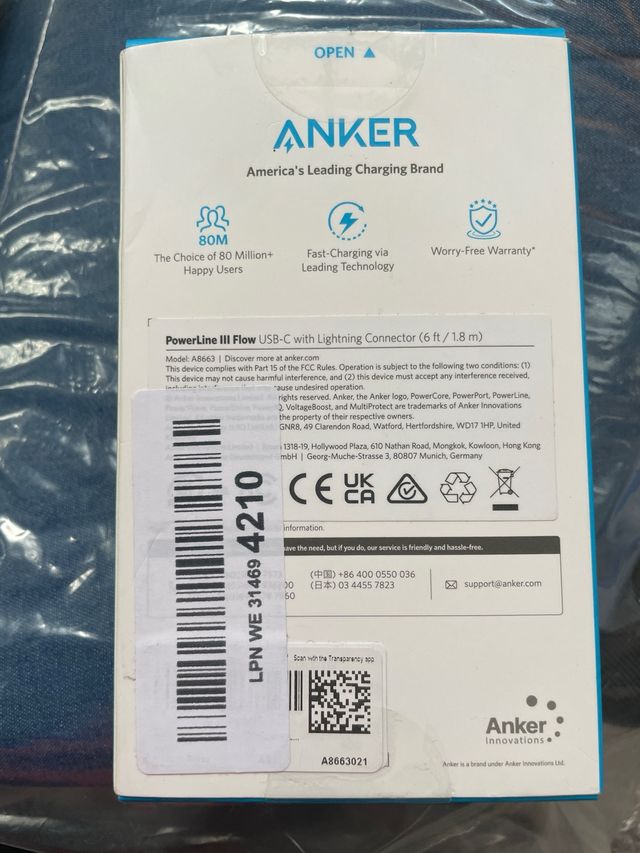 OPEN ▲
ANKER
America's Leading Charging Brand
80M
The Choice of 80 Million+
Happy Users
Fast-Charging via
Leading Technology
Worry-Free Warranty*
PowerLine III Flow USB-C with Lightning Connector (6 ft / 1.8 m)
Model: A8663 | Discover more at anker.com
This device complies with Part 15 of the FCC Rules. Operation is subject to the following two conditions: (1)
This device may not cause harmful interference, and (2) this device must accept any interference received,
cause undesired operation.
rights reserved. Anker, the Anker logo, PowerCore, PowerPort, PowerLine,
VoltageBoost, and MultiProtect are trademarks of Anker Innovations
the property of their respective owners.
GNR8, 49 Clarendon Road, Watford, Hertfordshire, WD17 1HP, United
1318-19, Hollywood Plaza, 610 Nathan Road, Mongkok, Kowloon, Hong Kong
GmbH | Georg-Muche-Strasse 3, 80807 Munich, Germany
CE UK
CA
information.
have the need, but if you do, our service is friendly and hassle-free.
(中国) +86 400 0550 036
(日本) 03 4455 7823
support@anker.com
LPN WE 31469 4210
Scan with the Transparency app
A8663021
Anker
Innovations
Anker is a brand under Anker Innovations Ltd.